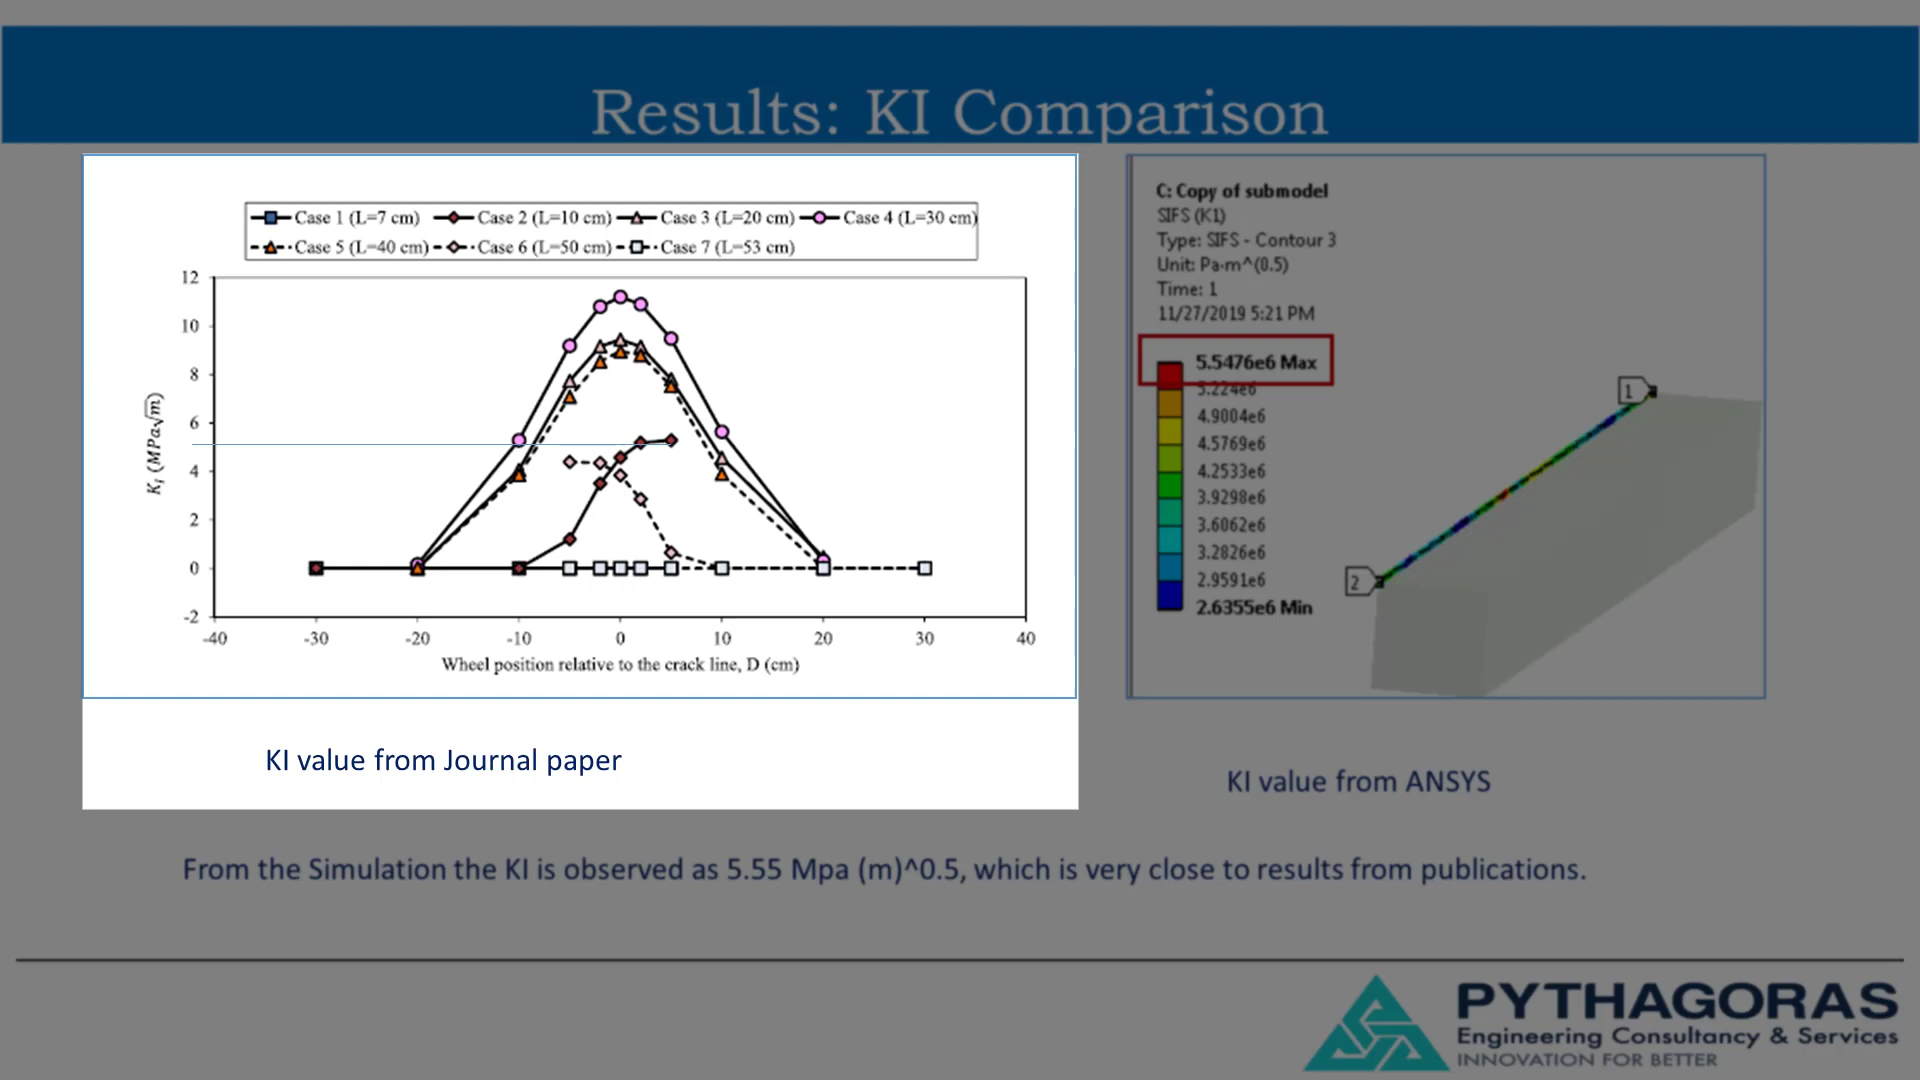 Results: KI Comparison
Case 1 (L=7 cm) Case 2 (L=10 cm) Case 3 (L=20 cm) Case 4 (L=30 cm)
Case 5 (L=40 cm) Case 6 (L=50 cm) Case 7 (L=53 cm)
12
10
8
6
4
2
0
-2
-40 -30 -20 -10 0 10 20 30 40
K_I (MPa√m)
Wheel position relative to the crack line, D (cm)
KI value from Journal paper
C: Copy of submodel
SIFS (K1)
Type: SIFS - Contour 3
Unit: Pa·m^(0.5)
Time: 1
11/27/2019 5:21 PM
5.5476e6 Max
5.224e6
4.9004e6
4.5769e6
4.2533e6
3.9298e6
3.6062e6
3.2826e6
2.9591e6
2.6355e6 Min
1
2
KI value from ANSYS
From the Simulation the KI is observed as 5.55 Mpa (m)^0.5, which is very close to results from publications.
PYTHAGORAS
Engineering Consultancy & Services
INNOVATION FOR BETTER